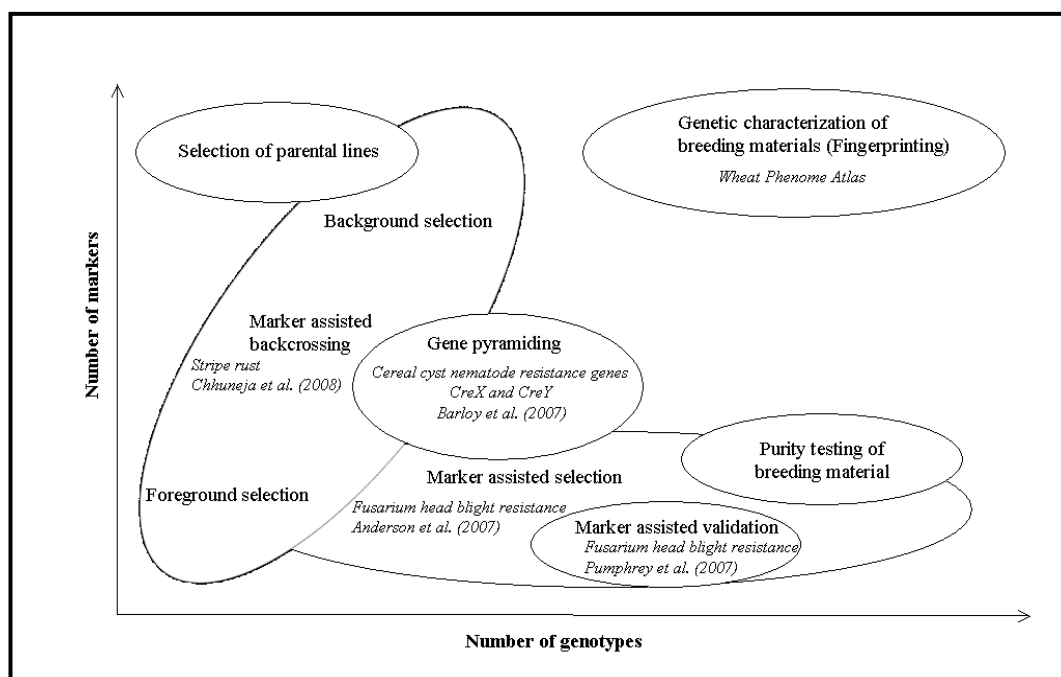 Number of markers
Selection of parental lines
Genetic characterization of
breeding materials (Fingerprinting)
Wheat Phenome Atlas
Background selection
Marker assisted
backcrossing
Stripe rust
Chhuneja et al. (2008)
Gene pyramiding
Cereal cyst nematode resistance genes
CreX and CreY
Barloy et al. (2007)
Purity testing of
breeding material
Marker assisted selection
Foreground selection
Fusarium head blight resistance
Anderson et al. (2007)
Marker assisted validation
Fusarium head blight resistance
Pumphrey et al. (2007)
Number of genotypes